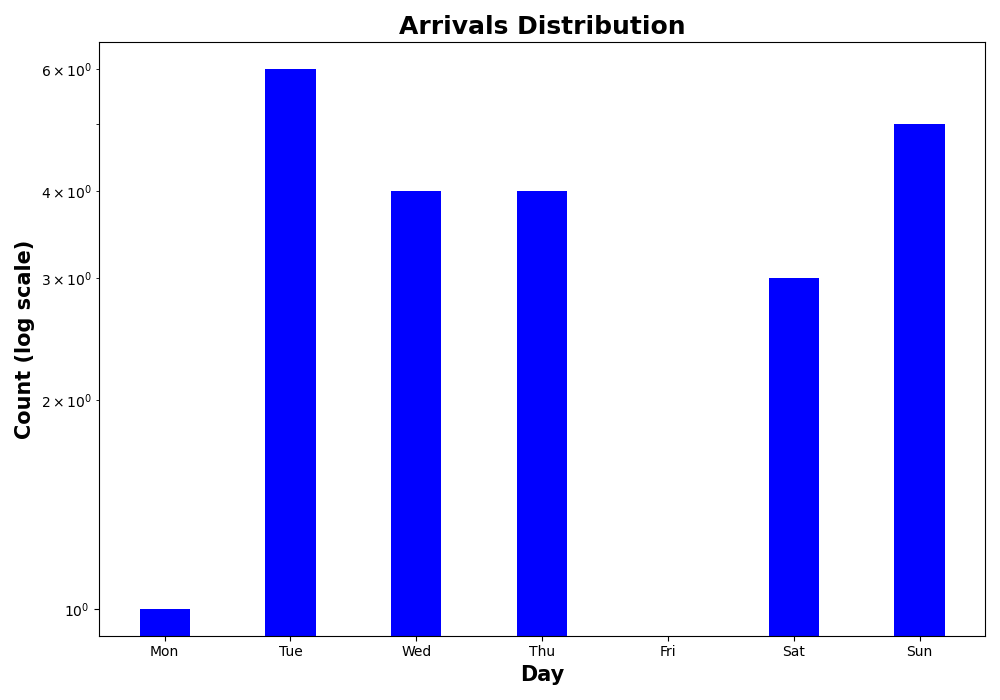 Arrivals Distribution
6 × 10⁰
4 × 10⁰
3 × 10⁰
2 × 10⁰
10⁰
Count (log scale)
Mon Tue Wed Thu Fri Sat Sun
Day